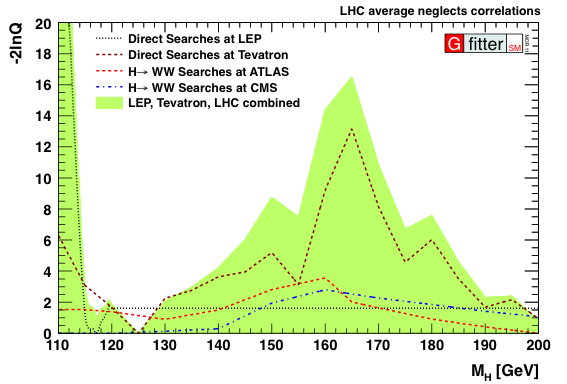 LHC average neglects correlations
-2lnQ
20
18
16
14
12
10
8
6
4
2
0
Direct Searches at LEP
Direct Searches at Tevatron
H→ WW Searches at ATLAS
H→ WW Searches at CMS
LEP, Tevatron, LHC combined
G fitter SM
110 120 130 140 150 160 170 180 190 200
M_H [GeV]